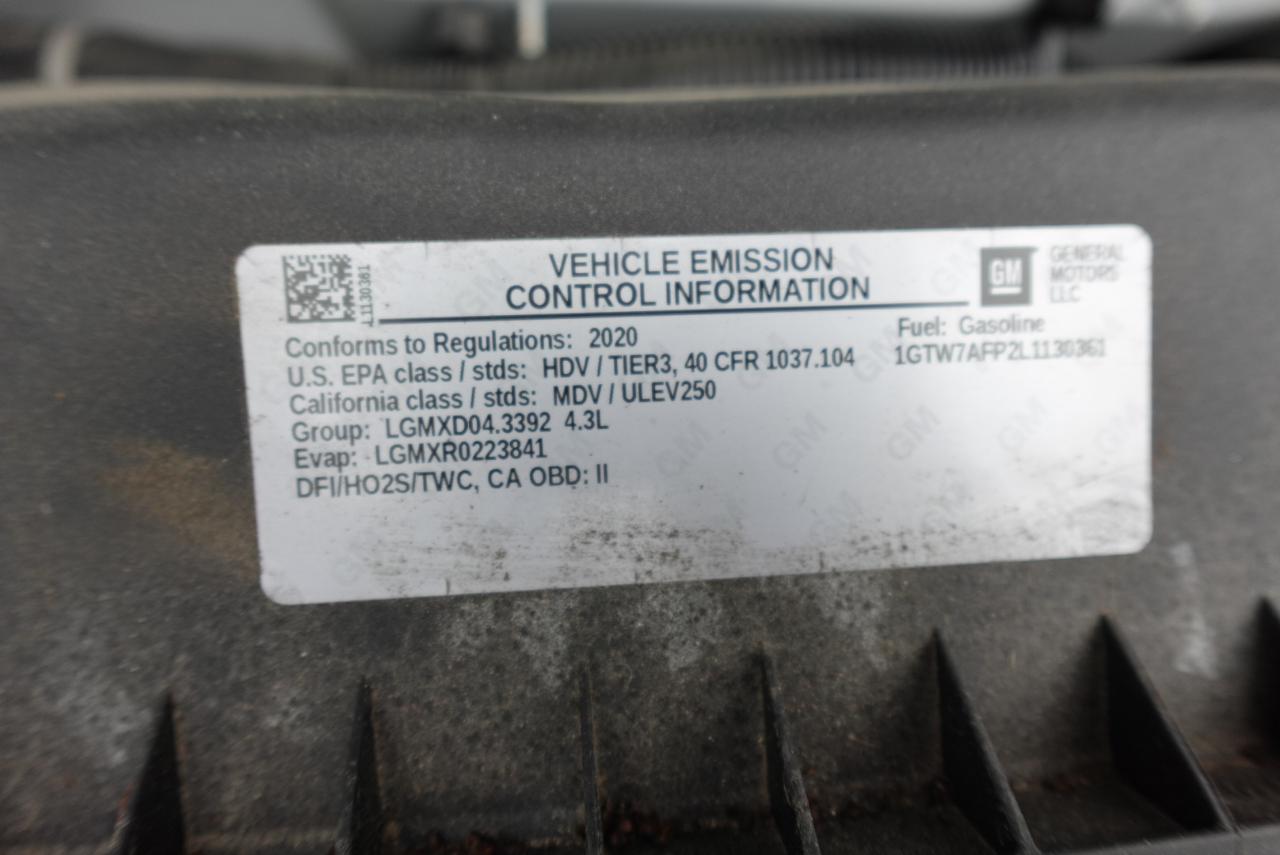 L1130361
VEHICLE EMISSION
CONTROL INFORMATION
GM
GENERAL
MOTORS
LLC
Conforms to Regulations: 2020
Fuel: Gasoline
U.S. EPA class / stds: HDV / TIER3, 40 CFR 1037.104
1GTW7AFP2L1130361
California class / stds: MDV / ULEV250
Group: LGMXD04.3392 4.3L
Evap: LGMXR0223841
DFI/HO2S/TWC, CA OBD: II